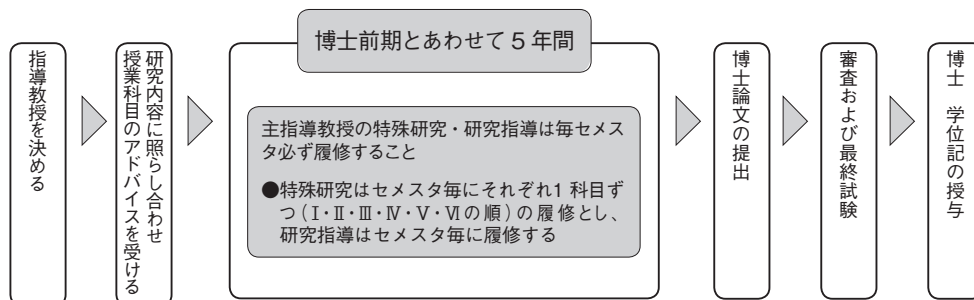 指導教授を決める
研究内容に照らし合わせ
授業科目のアドバイスを受ける
博士前期とあわせて5年間
主指導教授の特殊研究・研究指導は毎セメス
タ必ず履修すること
●特殊研究はセメスタ毎にそれぞれ1 科目ず
つ(Ⅰ・Ⅱ・Ⅲ・Ⅳ・Ⅴ・Ⅵの順)の履修とし、
研究指導はセメスタ毎に履修する
博士論文の提出
審査および最終試験
博士 学位記の授与